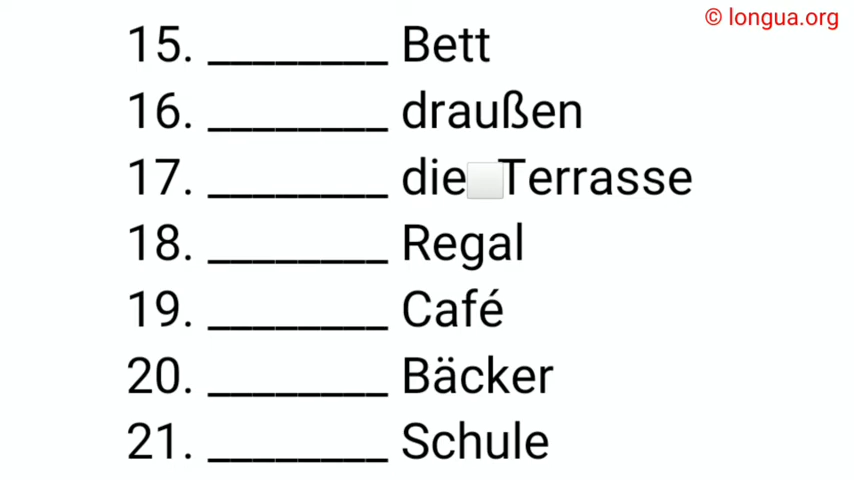 © longua.org
15. ________ Bett
16. ________ draußen
17. ________ die Terrasse
18. ________ Regal
19. ________ Café
20. ________ Bäcker
21. ________ Schule